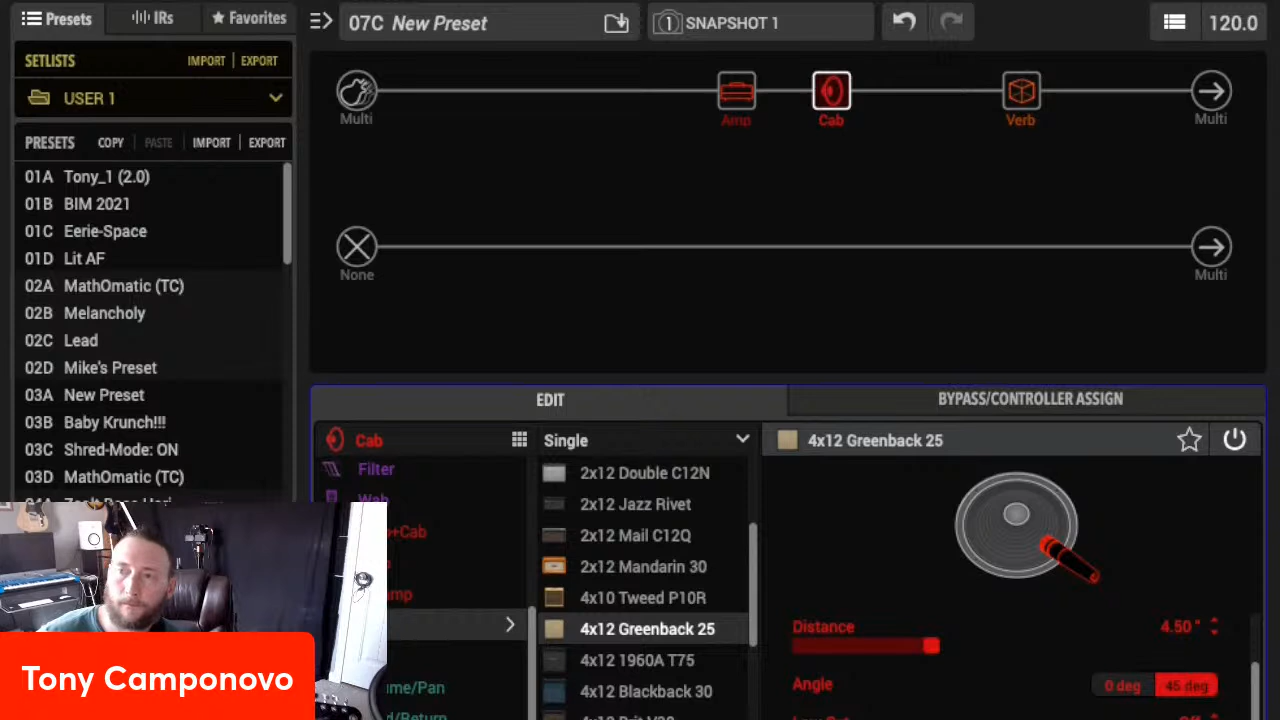 Presets IRs Favorites
07C New Preset
1 SNAPSHOT 1
120.0
SETLISTS IMPORT EXPORT
USER 1
PRESETS COPY PASTE IMPORT EXPORT
01A Tony_1 (2.0)
01B BIM 2021
01C Eerie-Space
01D Lit AF
02A MathOmatic (TC)
02B Melancholy
02C Lead
02D Mike's Preset
03A New Preset
03B Baby Krunch!!!
03C Shred-Mode: ON
03D MathOmatic (TC)
Multi Amp Cab Verb Multi
None Multi
EDIT BYPASS/CONTROLLER ASSIGN
Cab
Filter
Single
2x12 Double C12N
2x12 Jazz Rivet
2x12 Mail C12Q
2x12 Mandarin 30
4x10 Tweed P10R
4x12 Greenback 25
4x12 1960A T75
4x12 Blackback 30
4x12 Greenback 25
Distance 4.50 "
Angle 0 deg 45 deg
Tony Camponovo